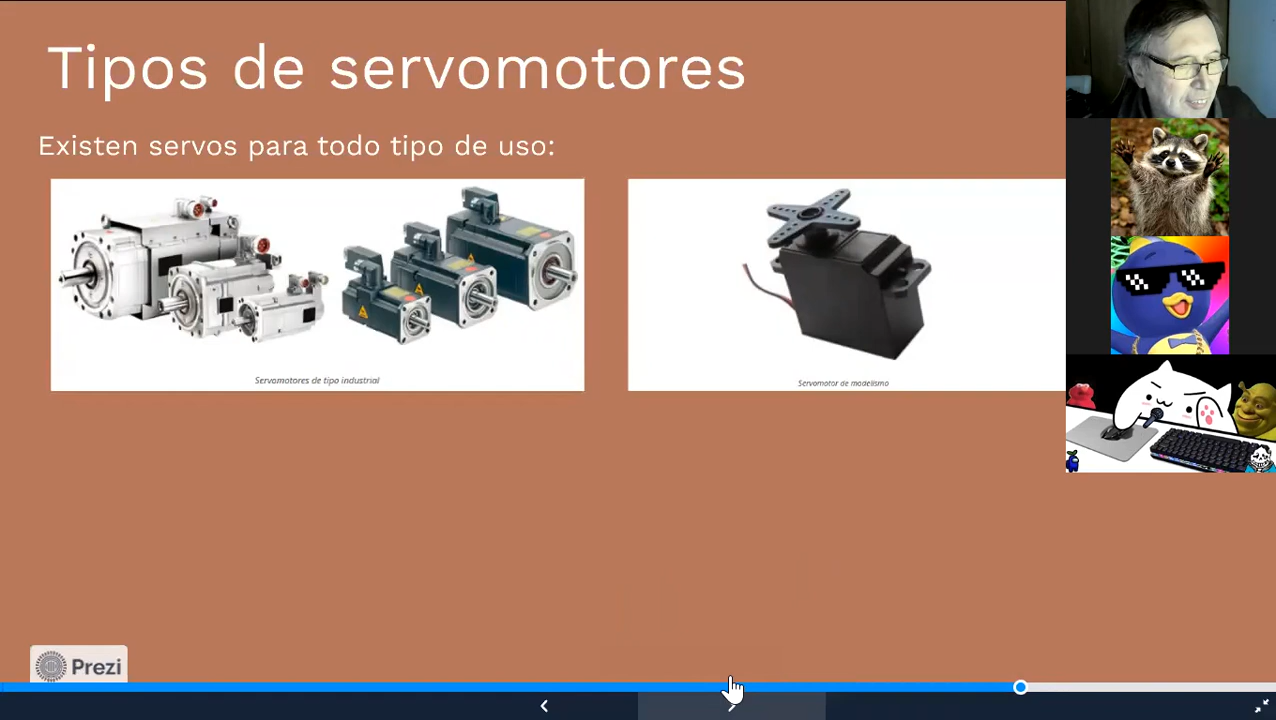 Tipos de servomotores
Existen servos para todo tipo de uso:
Servomotores de tipo industrial
Servomotor de modelismo
Prezi